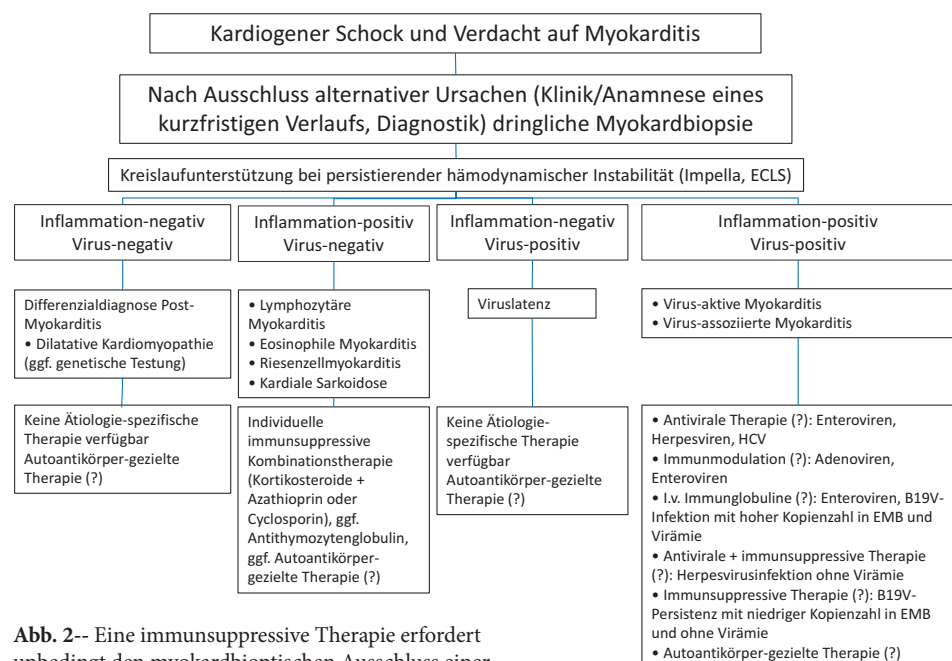 Kardiogener Schock und Verdacht auf Myokarditis
Nach Ausschluss alternativer Ursachen (Klinik/Anamnese eines
kurzfristigen Verlaufs, Diagnostik) dringliche Myokardbiopsie
Kreislaufunterstützung bei persistierender hämodynamischer Instabilität (Impella, ECLS)
Inflammation-negativ
Virus-negativ
Inflammation-positiv
Virus-negativ
Inflammation-negativ
Virus-positiv
Inflammation-positiv
Virus-positiv
Differenzialdiagnose Post-
Myokarditis
• Dilatative Kardiomyopathie
(ggf. genetische Testung)
• Lymphozytäre
Myokarditis
• Eosinophile Myokarditis
• Riesenzellmyokarditis
• Kardiale Sarkoidose
Viruslatenz
• Virus-aktive Myokarditis
• Virus-assoziierte Myokarditis
Keine Ätiologie-spezifische
Therapie verfügbar
Autoantikörper-gezielte
Therapie (?)
Individuelle
immunsuppressive
Kombinationstherapie
(Kortikosteroide +
Azathioprin oder
Cyclosporin), ggf.
Antithymozytenglobulin,
ggf. Autoantikörper-
gezielte Therapie (?)
Keine Ätiologie-
spezifische Therapie
verfügbar
Autoantikörper-gezielte
Therapie (?)
• Antivirale Therapie (?): Enteroviren,
Herpesviren, HCV
• Immunmodulation (?): Adenoviren,
Enteroviren
• I.v. Immunglobuline (?): Enteroviren, B19V-
Infektion mit hoher Kopienzahl in EMB und
Virämie
• Antivirale + immunsuppressive Therapie
(?): Herpesvirusinfektion ohne Virämie
• Immunsuppressive Therapie (?): B19V-
Persistenz mit niedriger Kopienzahl in EMB
und ohne Virämie
• Autoantikörper-gezielte Therapie (?)
Abb. 2-- Eine immunsuppressive Therapie erfordert
unbedingt den myokardbioptischen Ausschluss einer